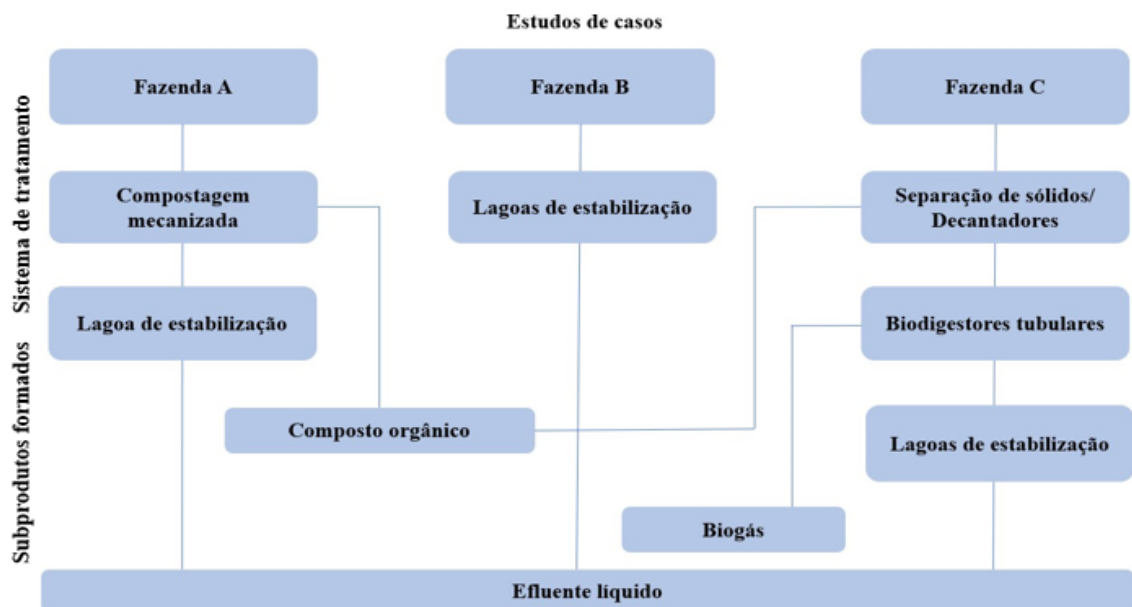 Estudos de casos
Fazenda A
Fazenda B
Fazenda C
Sistema de tratamento
Compostagem
mecanizada
Lagoas de estabilização
Separação de sólidos/
Decantadores
Lagoa de estabilização
Biodigestores tubulares
Subprodutos formados
Composto orgânico
Lagoas de estabilização
Biogás
Efluente líquido